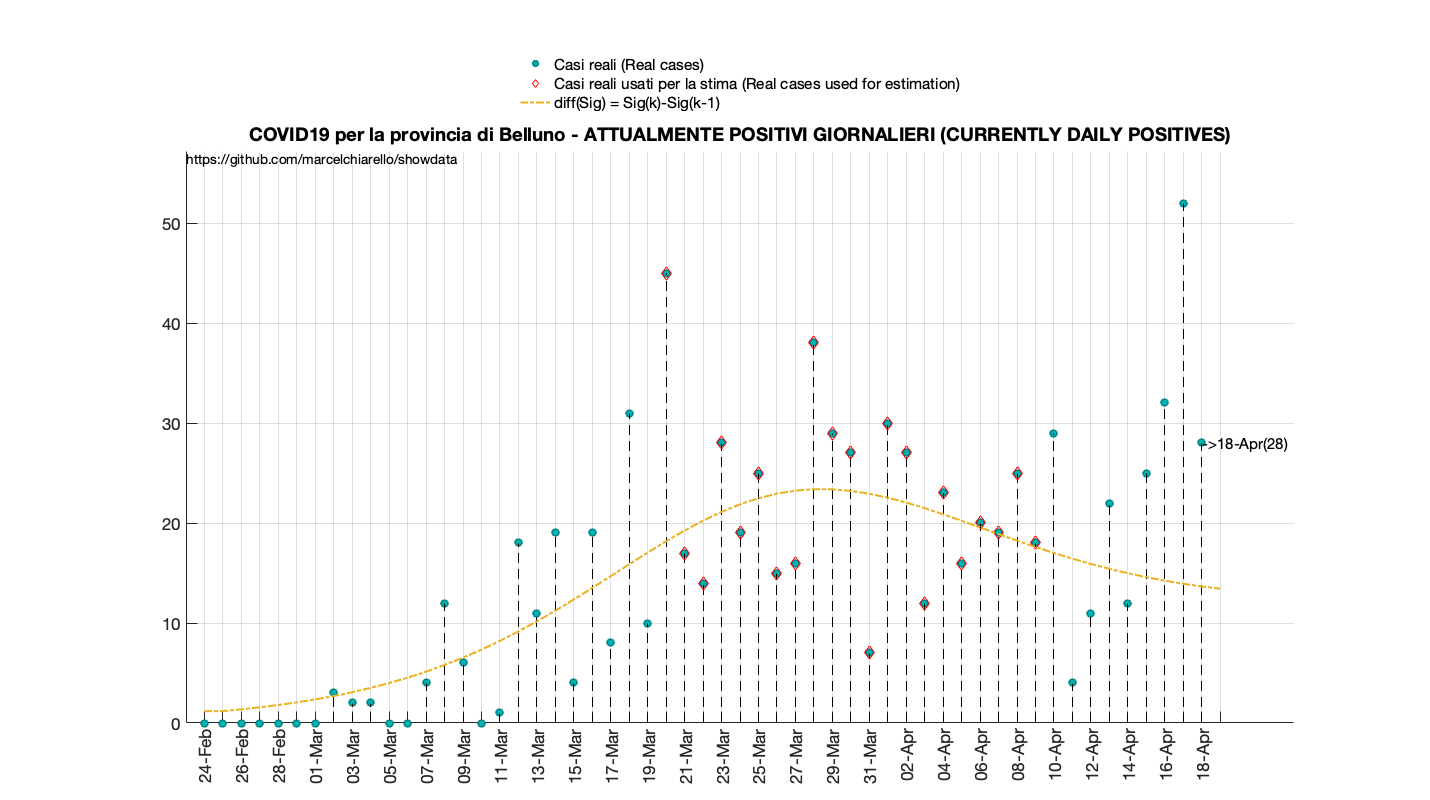 Casi reali (Real cases)
Casi reali usati per la stima (Real cases used for estimation)
diff(Sig) = Sig(k)-Sig(k-1)
COVID19 per la provincia di Belluno - ATTUALMENTE POSITIVI GIORNALIERI (CURRENTLY DAILY POSITIVES)
https://github.com/marcelchiarello/showdata
50
40
30
20
10
0
->18-Apr(28)
24-Feb
26-Feb
28-Feb
01-Mar
03-Mar
05-Mar
07-Mar
09-Mar
11-Mar
13-Mar
15-Mar
17-Mar
19-Mar
21-Mar
23-Mar
25-Mar
27-Mar
29-Mar
31-Mar
02-Apr
04-Apr
06-Apr
08-Apr
10-Apr
12-Apr
14-Apr
16-Apr
18-Apr